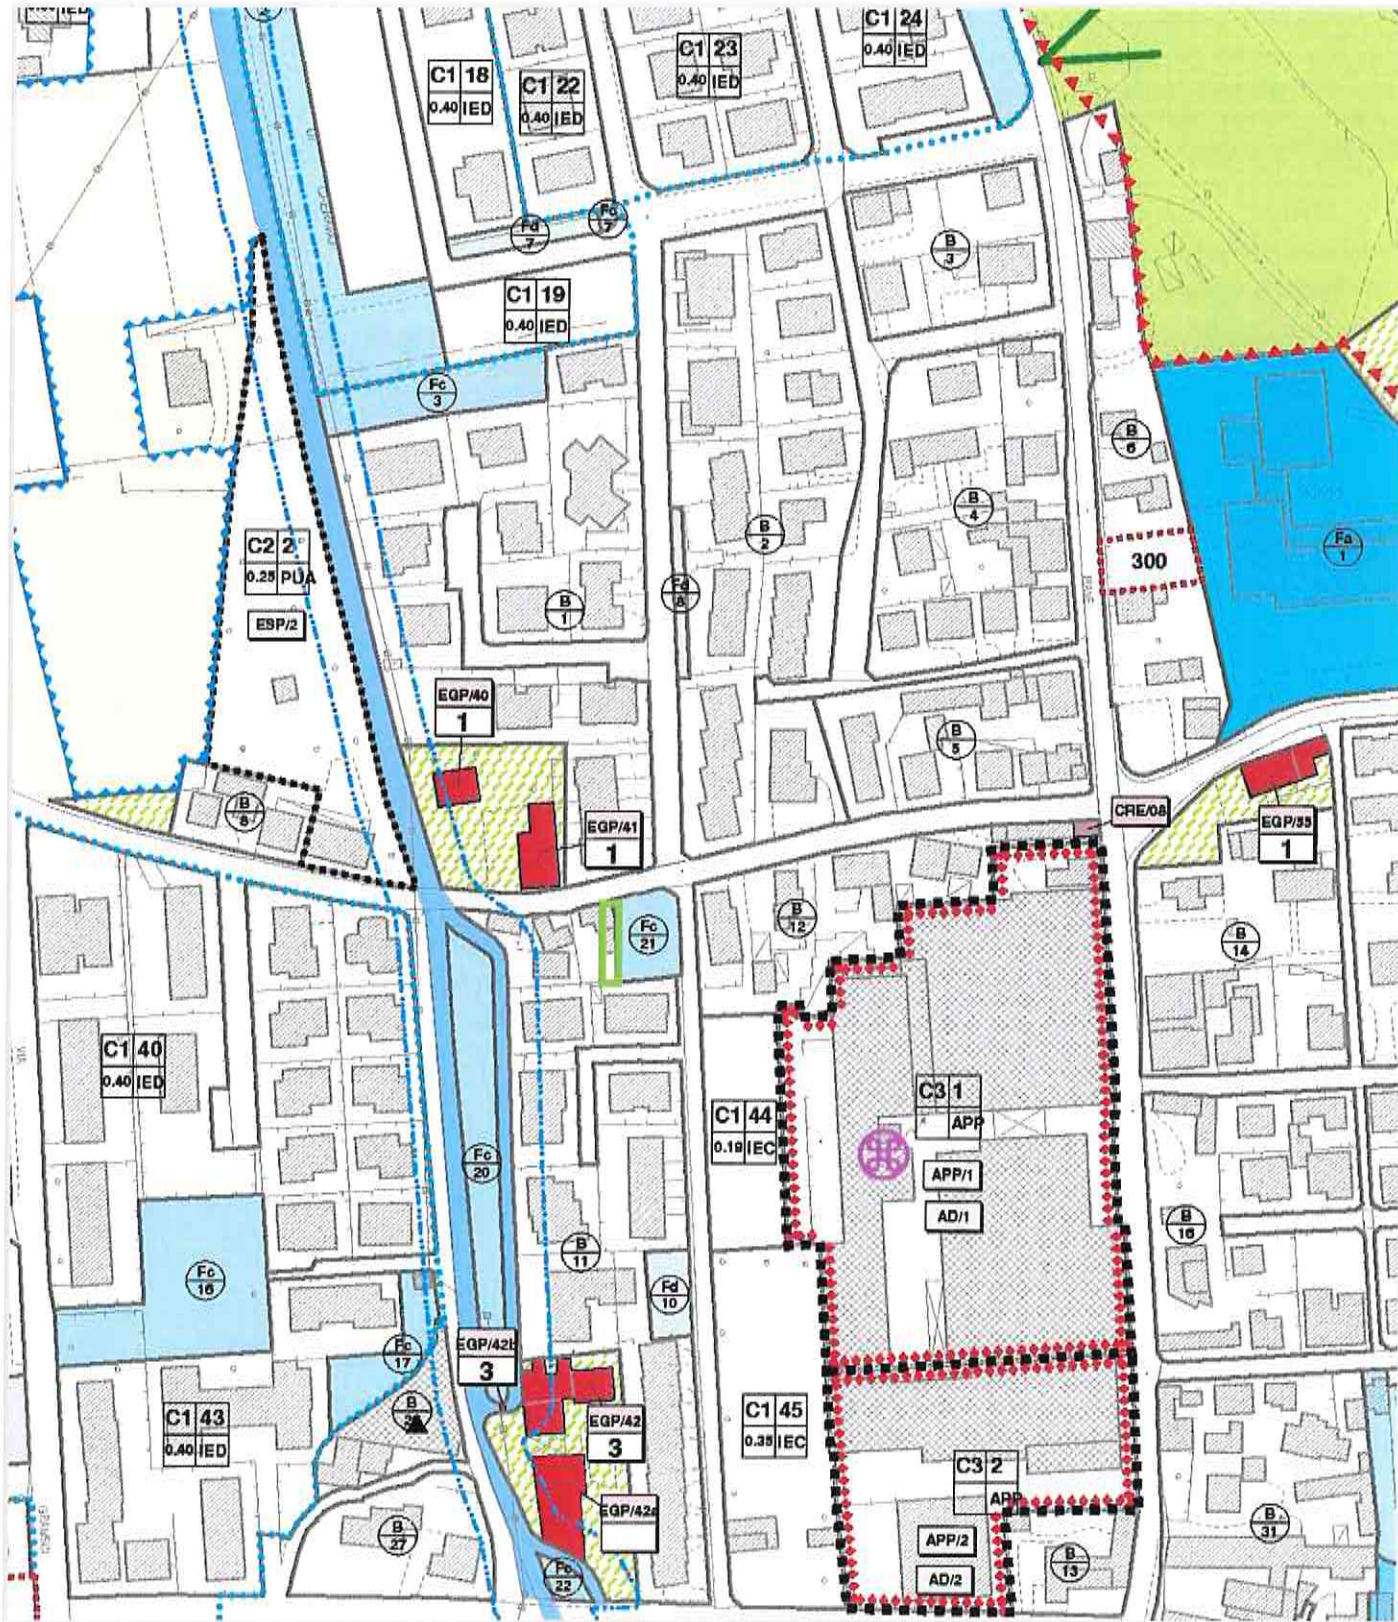 C1 24
0.40 IED
C1 23
0.40 IED
C1 18
0.40 IED
C1 22
0.40 IED
Fd
7
Fc
7
B
3
C1 19
0.40 IED
Fc
3
B
6
B
4
B
2
Fa
1
300
C2 2
0.25 PUA
ESP/2
Fd
8
B
1
EGP/40
1
B
5
B
8
CRE/08
EGP/41
1
EGP/55
1
B
12
Fc
21
B
14
C1 40
0.40 IED
VIA
C3 1
APP
C1 44
0.19 IEC
Fc
20
APP/1
AD/1
B
16
B
11
Fc
16
Fd
10
Fc
17
EGP/42b
3
B
C1 43
0.40 IED
EGP/42
3
C1 45
0.35 IEC
C3 2
APP
EGP/42a
B
27
B
31
APP/2
AD/2
B
13
Fc
22